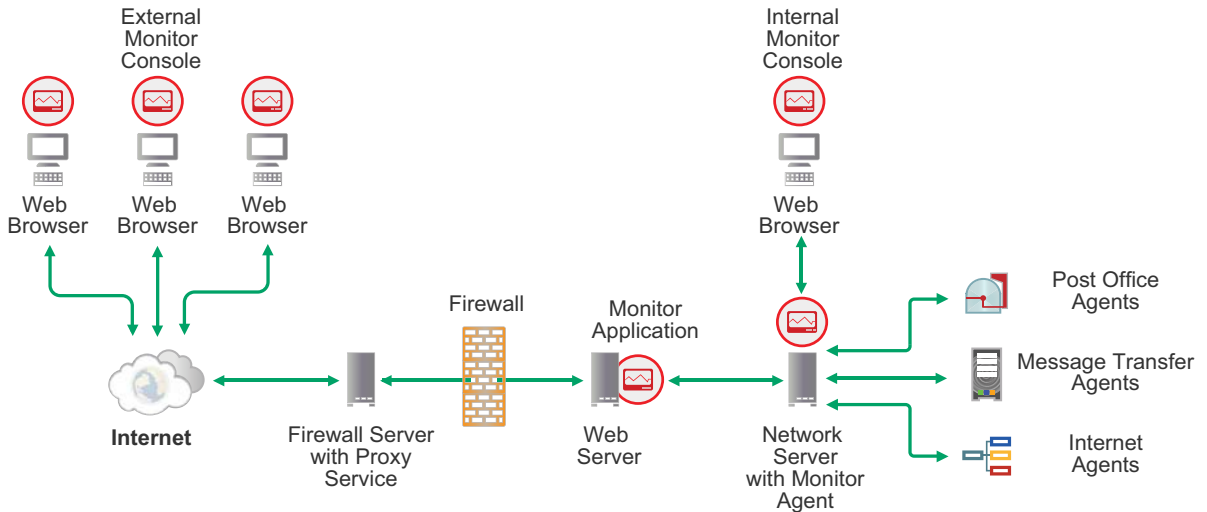 External
Monitor
Console
Internal
Monitor
Console
Web
Browser
Web
Browser
Web
Browser
Web
Browser
Firewall
Monitor
Application
Post Office
Agents
Message Transfer
Agents
Internet
Agents
Internet
Firewall Server
with Proxy
Service
Web
Server
Network
Server
with Monitor
Agent